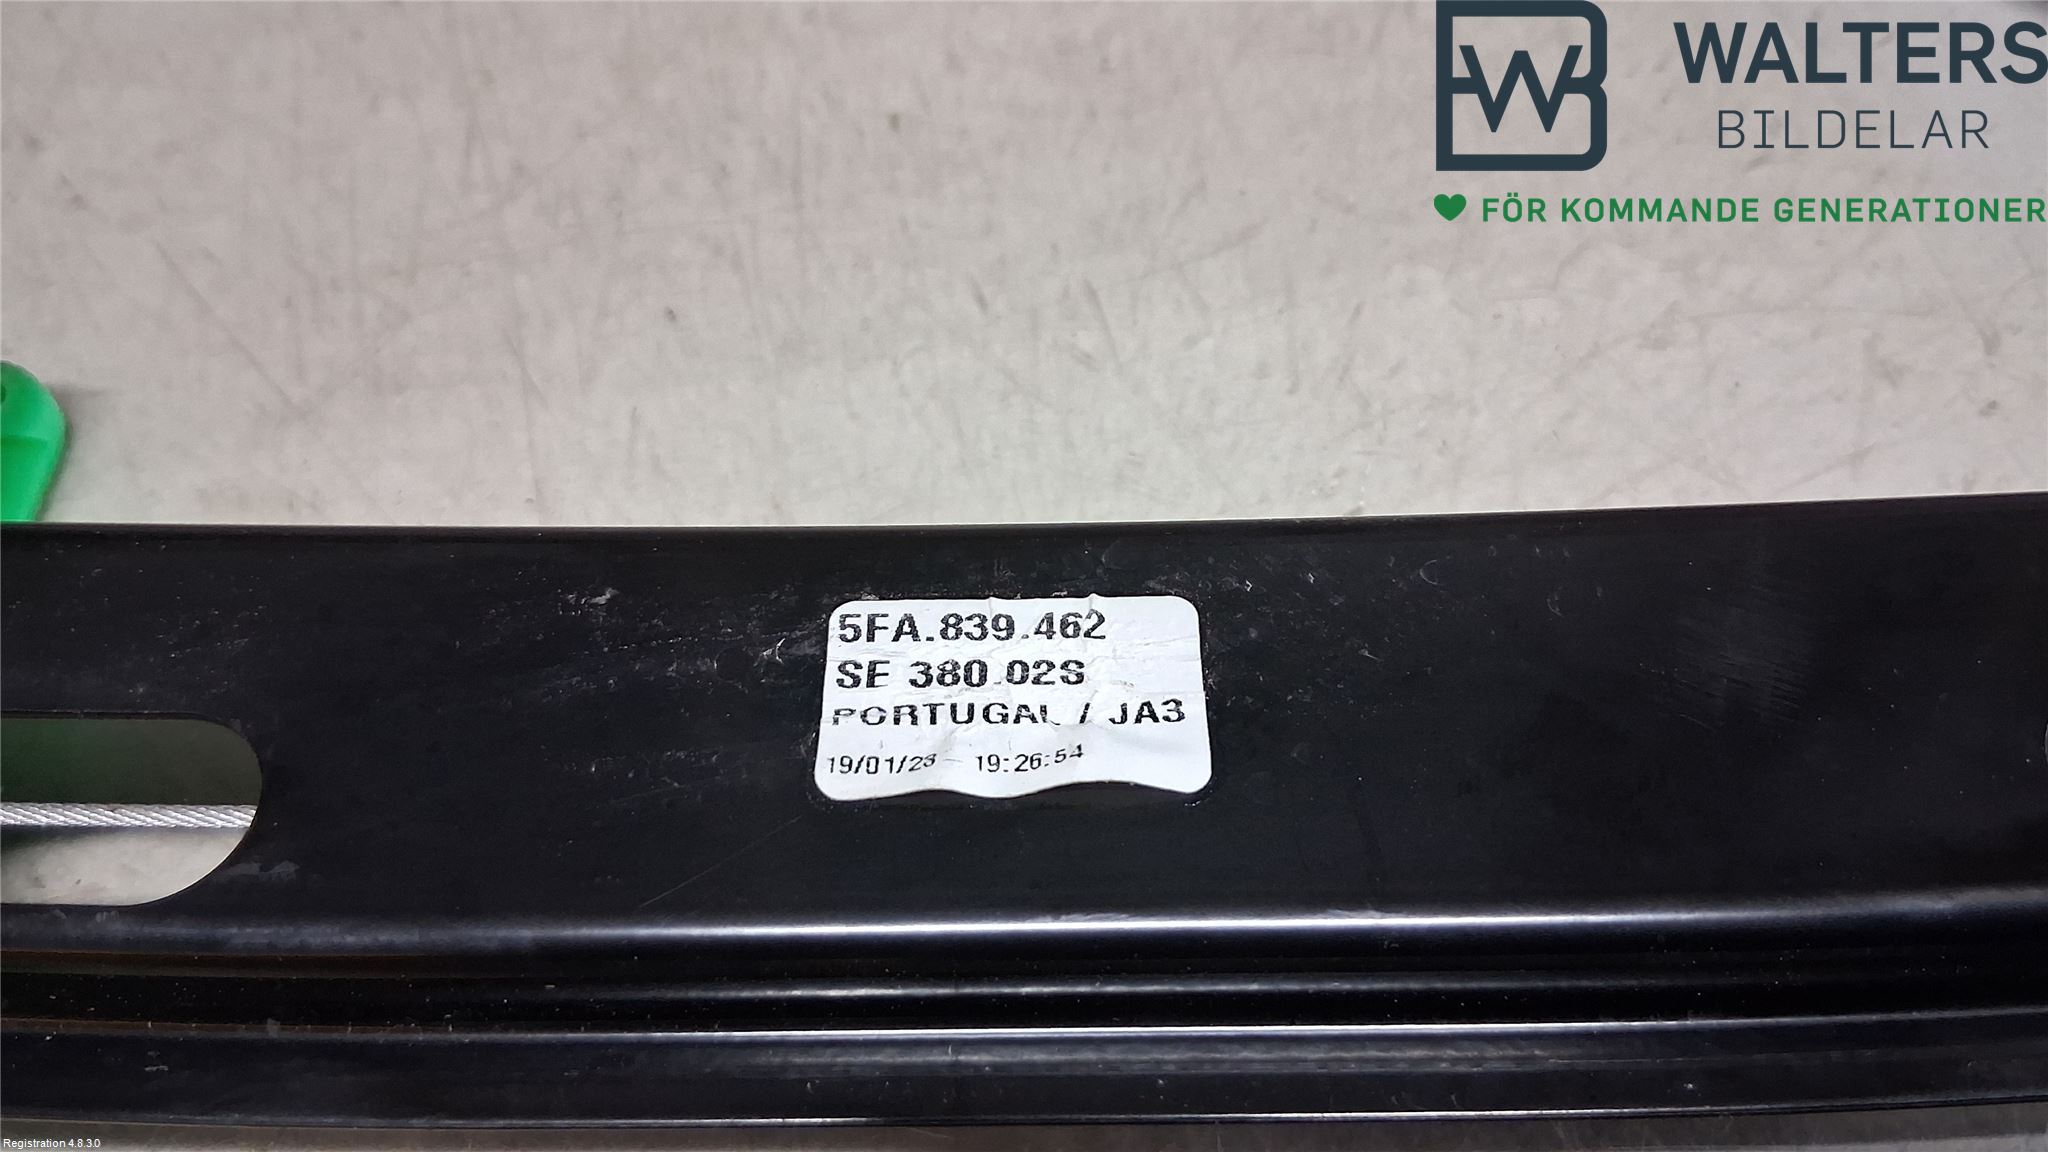 WALTERS
BILDELAR
FÖR KOMMANDE GENERATIONER
5FA.839.462
SE 380.02S
PORTUGAL / JA3
19/01/23 - 19:26:54
Registration 4.8.3.0